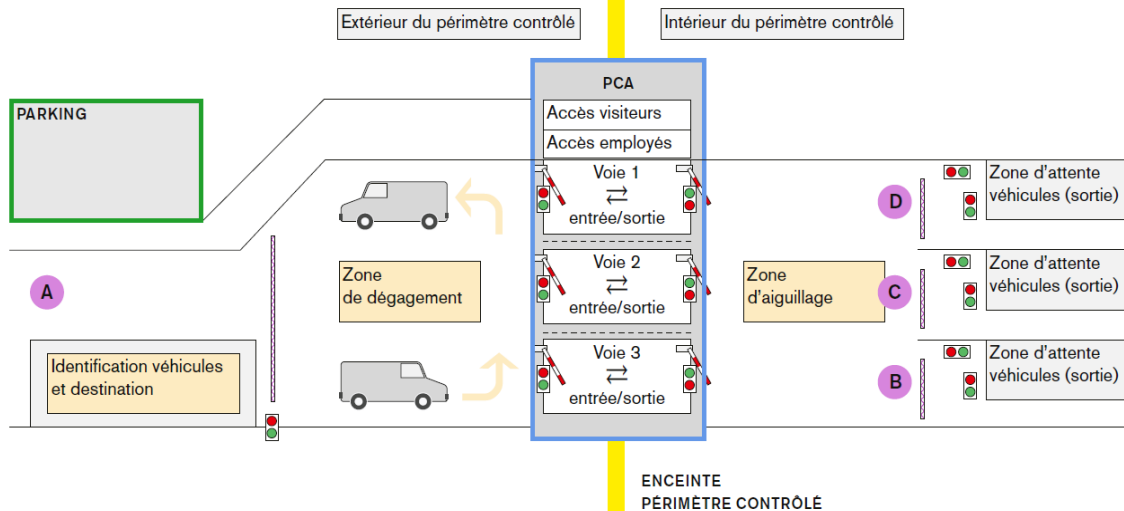 Extérieur du périmètre contrôlé
Intérieur du périmètre contrôlé
PCA
PARKING
Accès visiteurs
Accès employés
Voie 1
entrée/sortie
Zone d'attente
véhicules (sortie)
D
Voie 2
entrée/sortie
Zone d'attente
véhicules (sortie)
A
Zone
de dégagement
Zone
d'aiguillage
C
Voie 3
entrée/sortie
Zone d'attente
véhicules (sortie)
Identification véhicules
et destination
B
ENCEINTE
PÉRIMÈTRE CONTRÔLÉ